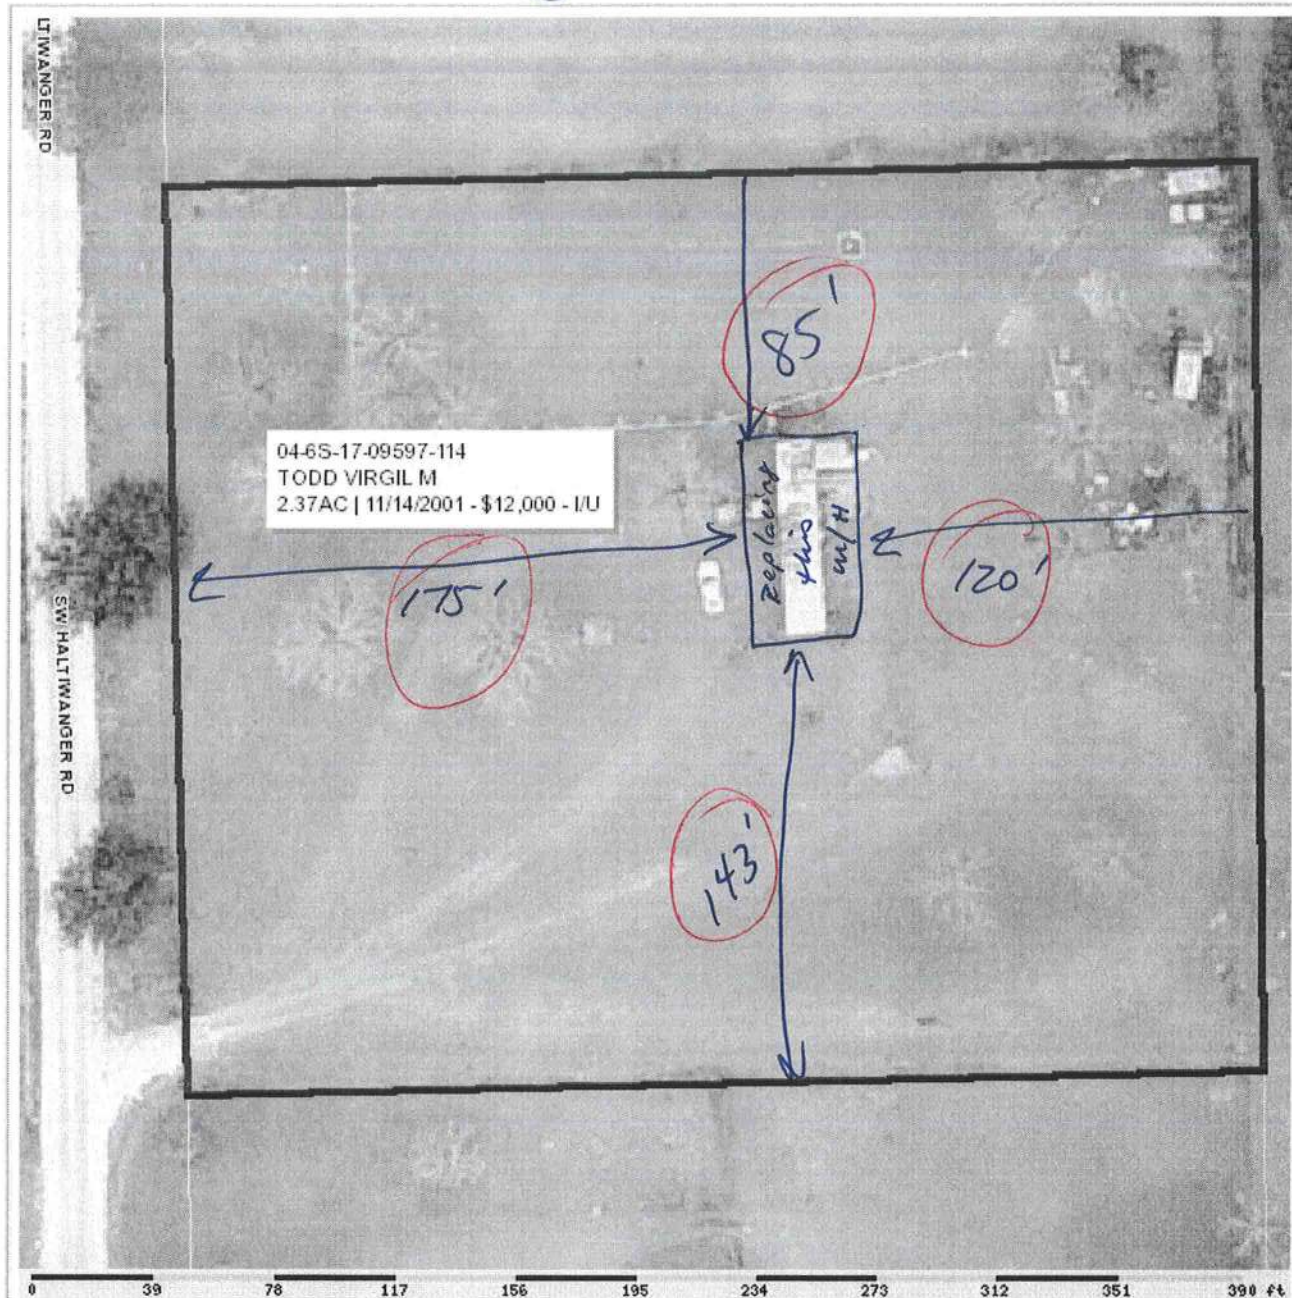 LTIWANGER RD
85'
04-6S-17-09597-114
TODD VIRGIL M
2.37AC | 11/14/2001 - $12,000 - I/U
Replacing
this
m/H
175'
120'
SW HALTIWANGER RD
143'
0 39 78 117 156 195 234 273 312 351 390 ft